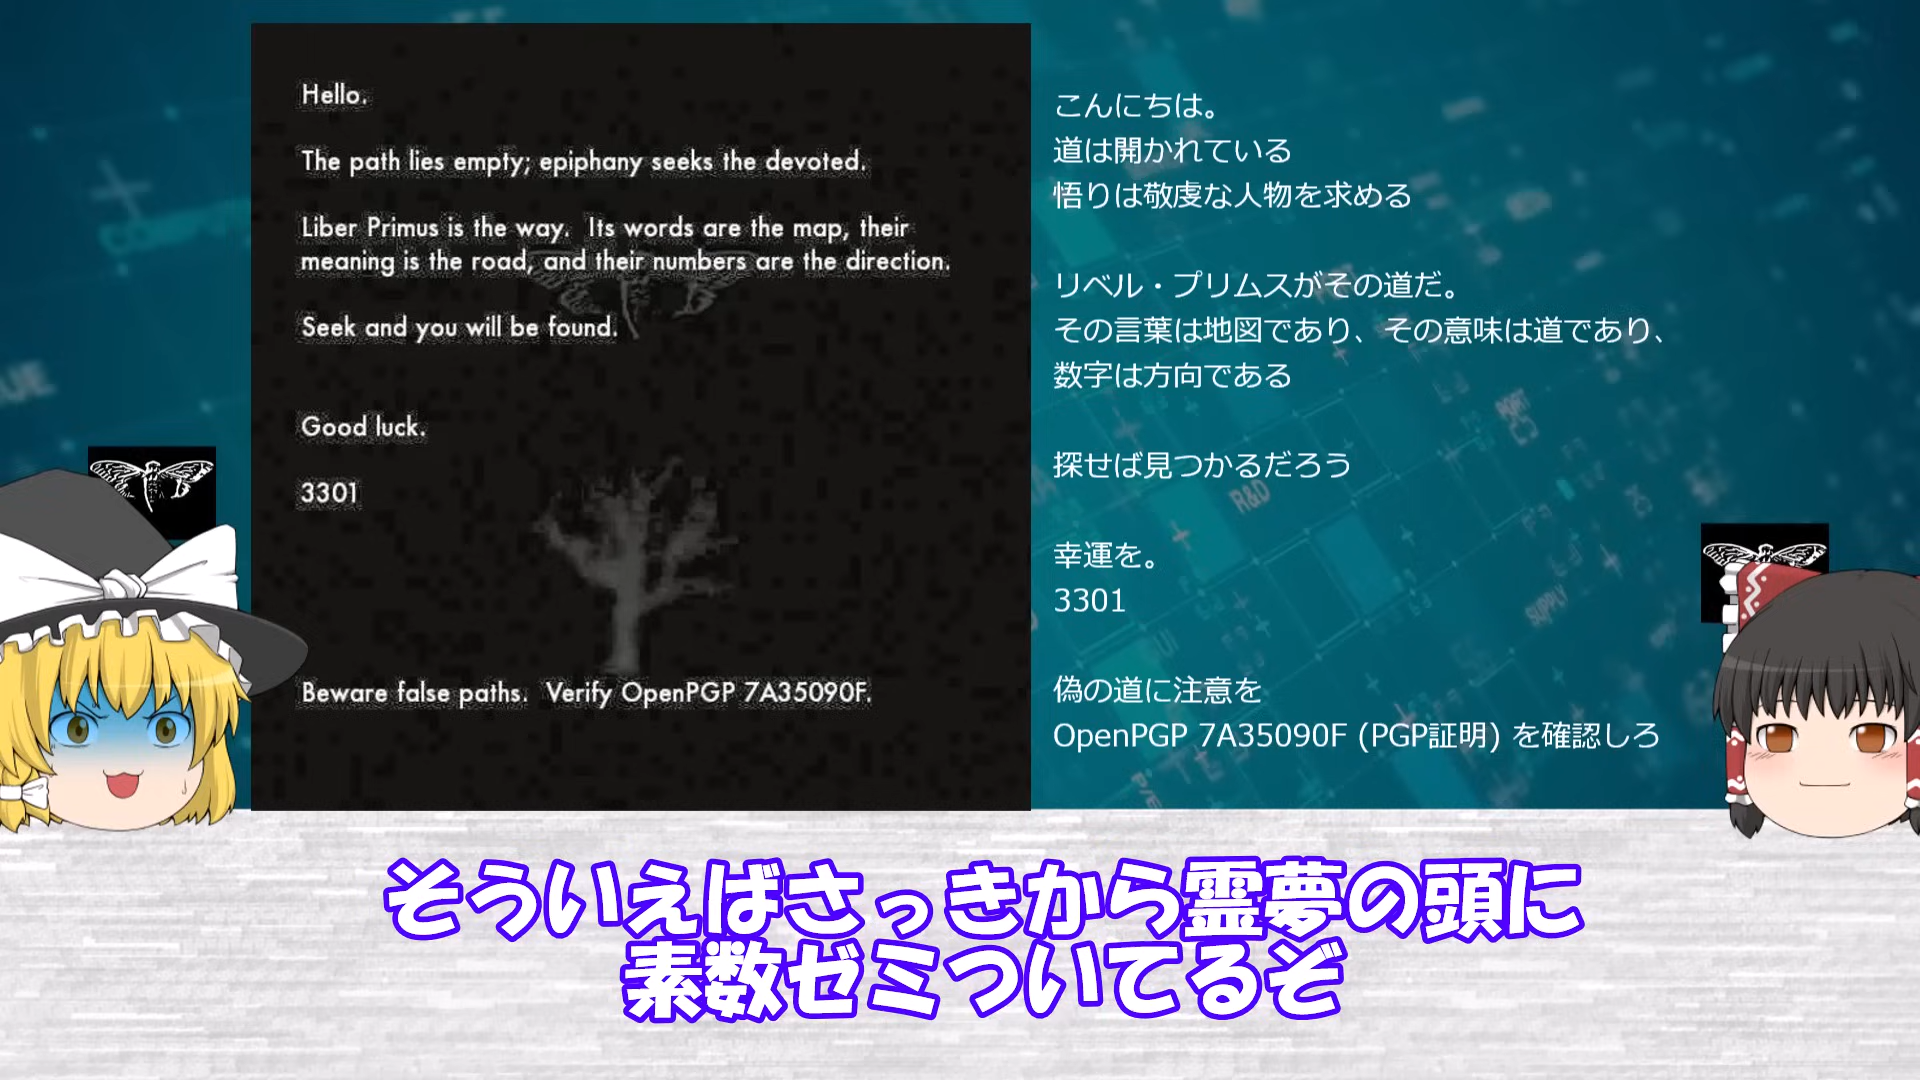 Hello.
The path lies empty; epiphany seeks the devoted.
Liber Primus is the way.  Its words are the map, their
meaning is the road, and their numbers are the direction.
Seek and you will be found.
Good luck.
3301
Beware false paths.  Verify OpenPGP 7A35090F.
こんにちは。
道は開かれている
悟りは敬虔な人物を求める
リベル・プリムスがその道だ。
その言葉は地図であり、その意味は道であり、
数字は方向である
探せば見つかるだろう
幸運を。
3301
偽の道に注意を
OpenPGP 7A35090F (PGP証明) を確認しろ
R&D
SUPPLY
そういえばさっきから霊夢の頭に
素数ゼミついてるぞ